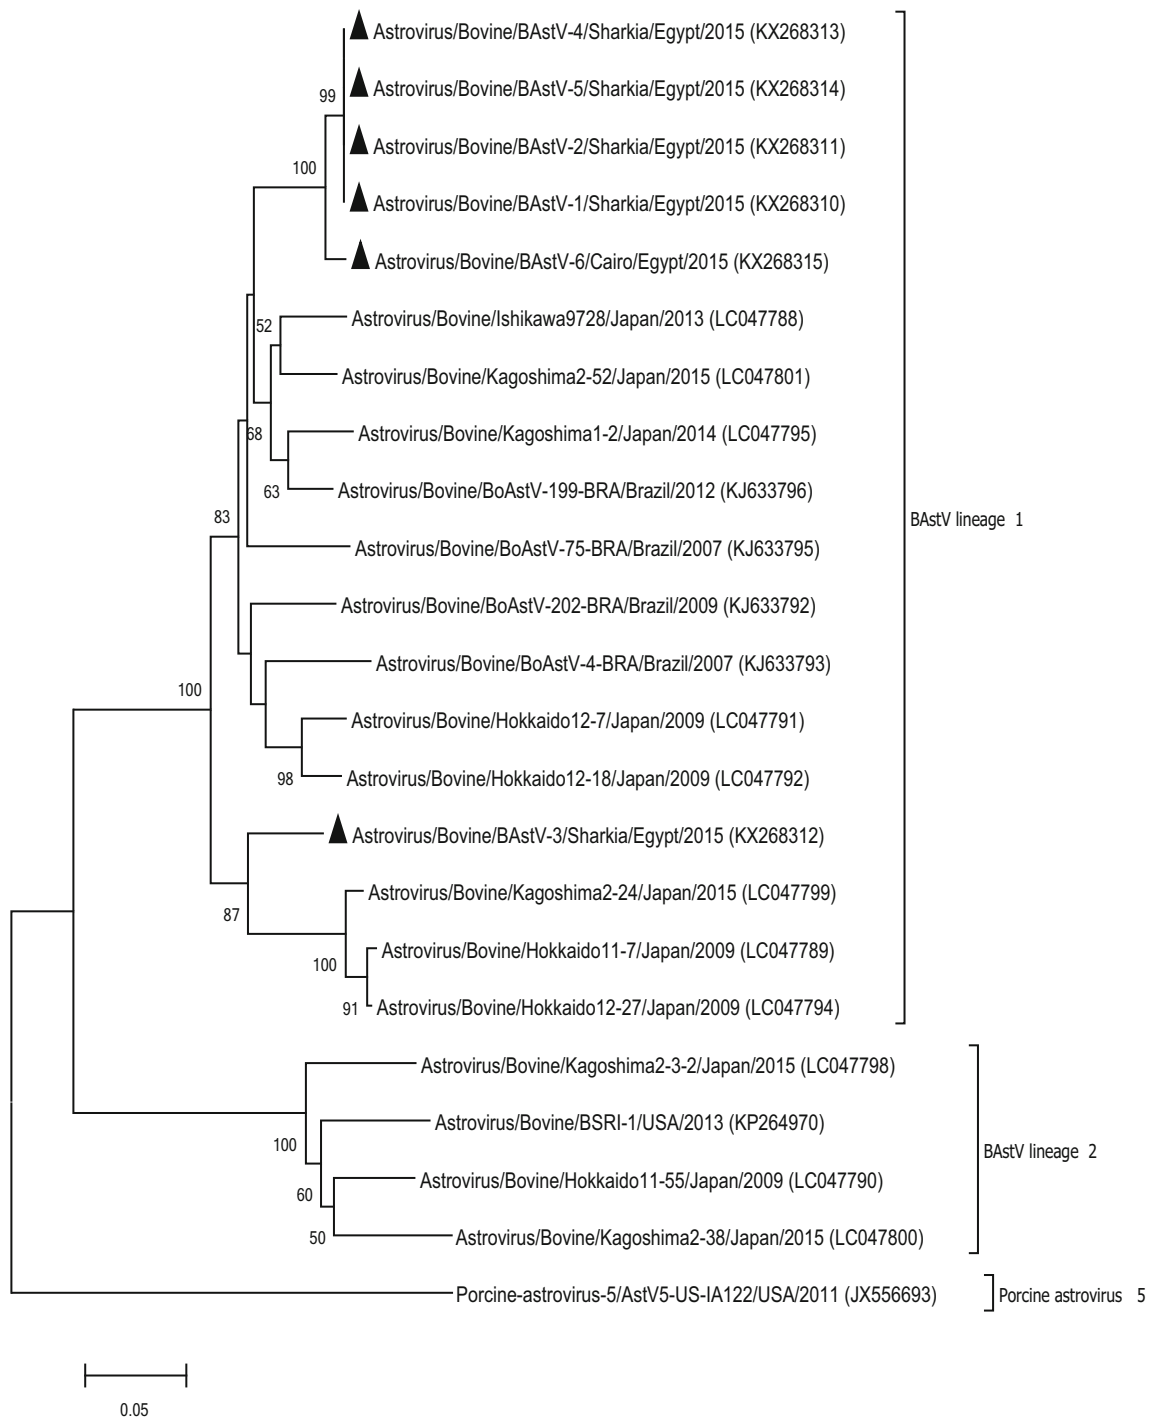 Astrovirus/Bovine/BAstV-4/Sharkia/Egypt/2015 (KX268313)
Astrovirus/Bovine/BAstV-5/Sharkia/Egypt/2015 (KX268314)
99
Astrovirus/Bovine/BAstV-2/Sharkia/Egypt/2015 (KX268311)
100
Astrovirus/Bovine/BAstV-1/Sharkia/Egypt/2015 (KX268310)
Astrovirus/Bovine/BAstV-6/Cairo/Egypt/2015 (KX268315)
Astrovirus/Bovine/Ishikawa9728/Japan/2013 (LC047788)
52
Astrovirus/Bovine/Kagoshima2-52/Japan/2015 (LC047801)
Astrovirus/Bovine/Kagoshima1-2/Japan/2014 (LC047795)
68
Astrovirus/Bovine/BoAstV-199-BRA/Brazil/2012 (KJ633796)
63
83
BAstV lineage 1
Astrovirus/Bovine/BoAstV-75-BRA/Brazil/2007 (KJ633795)
Astrovirus/Bovine/BoAstV-202-BRA/Brazil/2009 (KJ633792)
Astrovirus/Bovine/BoAstV-4-BRA/Brazil/2007 (KJ633793)
100
Astrovirus/Bovine/Hokkaido12-7/Japan/2009 (LC047791)
Astrovirus/Bovine/Hokkaido12-18/Japan/2009 (LC047792)
98
Astrovirus/Bovine/BAstV-3/Sharkia/Egypt/2015 (KX268312)
Astrovirus/Bovine/Kagoshima2-24/Japan/2015 (LC047799)
87
Astrovirus/Bovine/Hokkaido11-7/Japan/2009 (LC047789)
100
Astrovirus/Bovine/Hokkaido12-27/Japan/2009 (LC047794)
91
Astrovirus/Bovine/Kagoshima2-3-2/Japan/2015 (LC047798)
Astrovirus/Bovine/BSRI-1/USA/2013 (KP264970)
100
BAstV lineage 2
Astrovirus/Bovine/Hokkaido11-55/Japan/2009 (LC047790)
60
Astrovirus/Bovine/Kagoshima2-38/Japan/2015 (LC047800)
50
Porcine-astrovirus-5/AstV5-US-IA122/USA/2011 (JX556693)
Porcine astrovirus 5
0.05